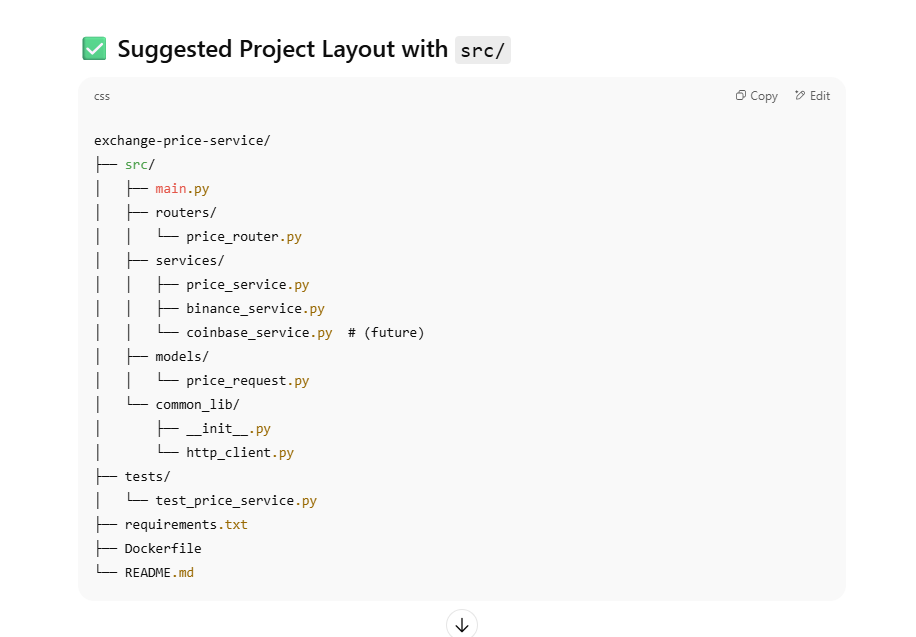 ✅ Suggested Project Layout with src/
css
Copy Edit
exchange-price-service/
├── src/
│   ├── main.py
│   ├── routers/
│   │   └── price_router.py
│   ├── services/
│   │   ├── price_service.py
│   │   ├── binance_service.py
│   │   └── coinbase_service.py  # (future)
│   ├── models/
│   │   └── price_request.py
│   └── common_lib/
│       ├── __init__.py
│       └── http_client.py
├── tests/
│   └── test_price_service.py
├── requirements.txt
├── Dockerfile
└── README.md